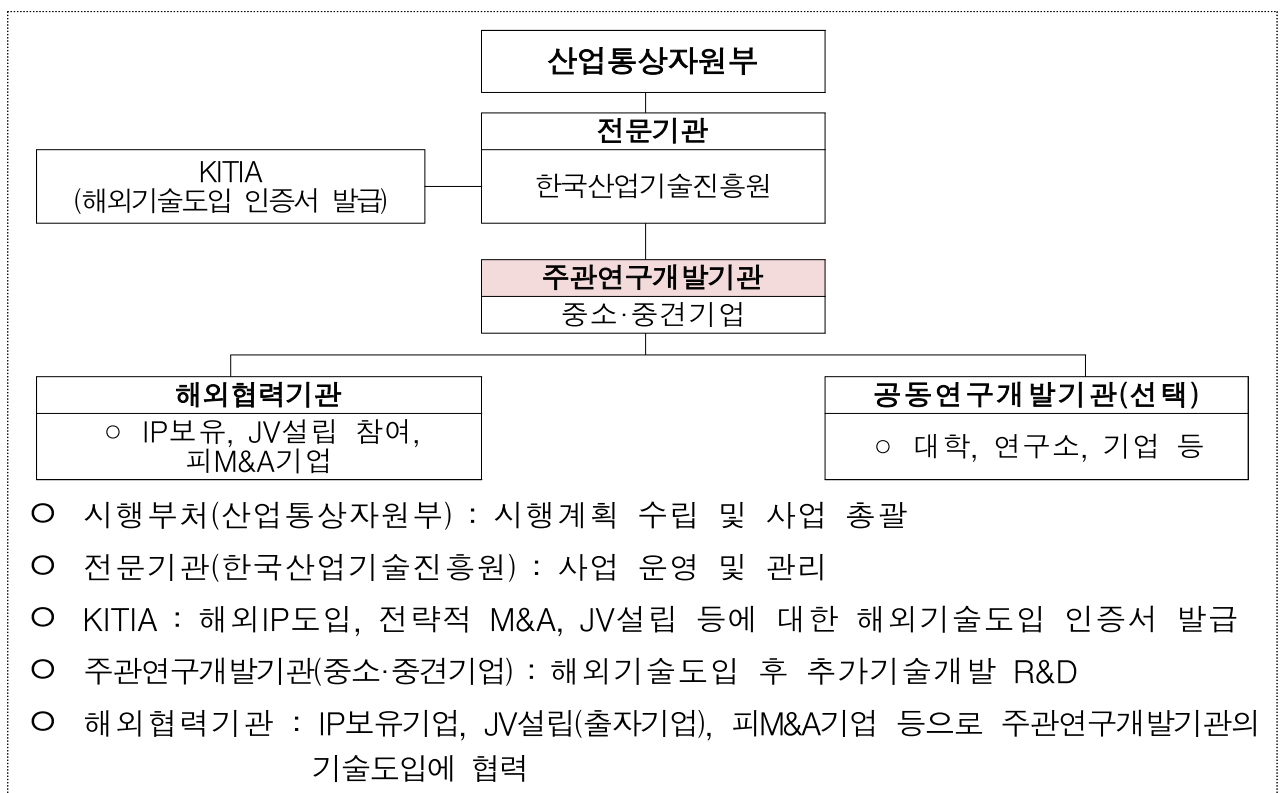 산업통상자원부
전문기관
한국산업기술진흥원
KITIA
(해외기술도입 인증서 발급)
주관연구개발기관
중소·중견기업
해외협력기관
○ IP보유, JV설립 참여,
피M&A기업
공동연구개발기관(선택)
○ 대학, 연구소, 기업 등
○ 시행부처(산업통상자원부) : 시행계획 수립 및 사업 총괄
○ 전문기관(한국산업기술진흥원) : 사업 운영 및 관리
○ KITIA : 해외IP도입, 전략적 M&A, JV설립 등에 대한 해외기술도입 인증서 발급
○ 주관연구개발기관(중소·중견기업) : 해외기술도입 후 추가기술개발 R&D
○ 해외협력기관 : IP보유기업, JV설립(출자기업), 피M&A기업 등으로 주관연구개발기관의
기술도입에 협력